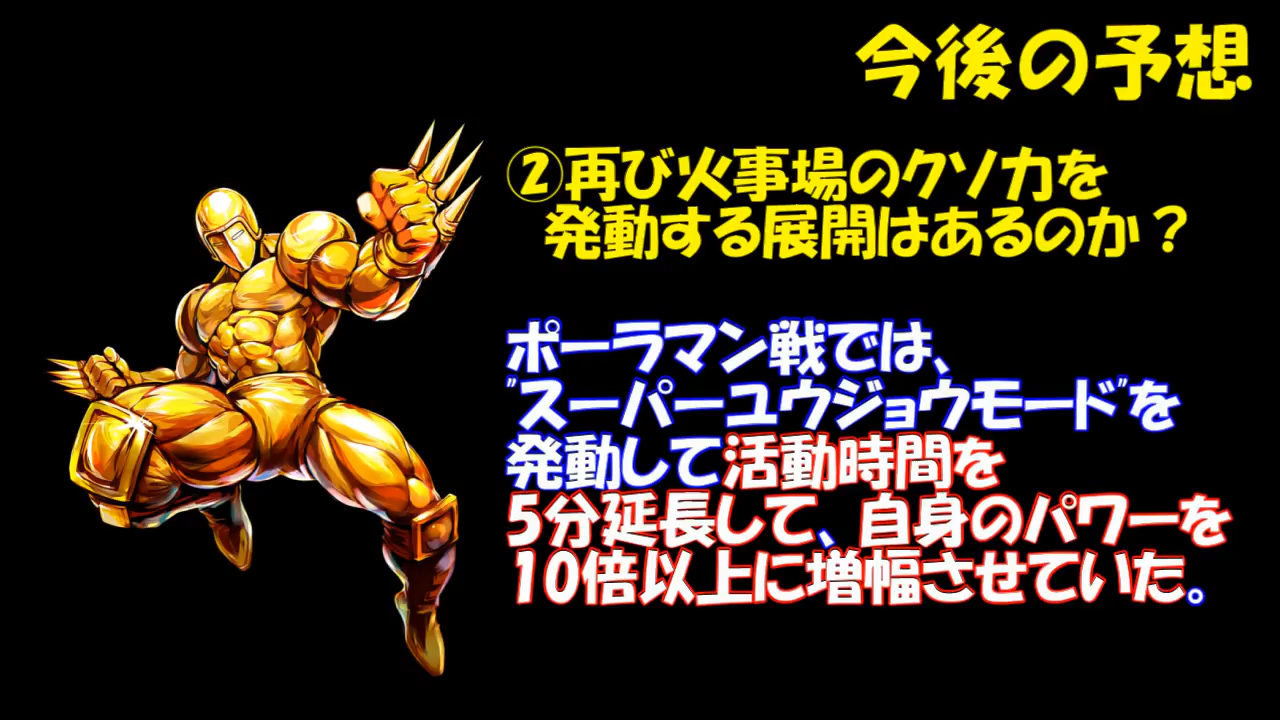 今後の予想
②再び火事場のクソ力を
発動する展開はあるのか？
ポーラマン戦では、
"スーパーユウジョウモード"を
発動して活動時間を
5分延長して、自身のパワーを
10倍以上に増幅させていた。